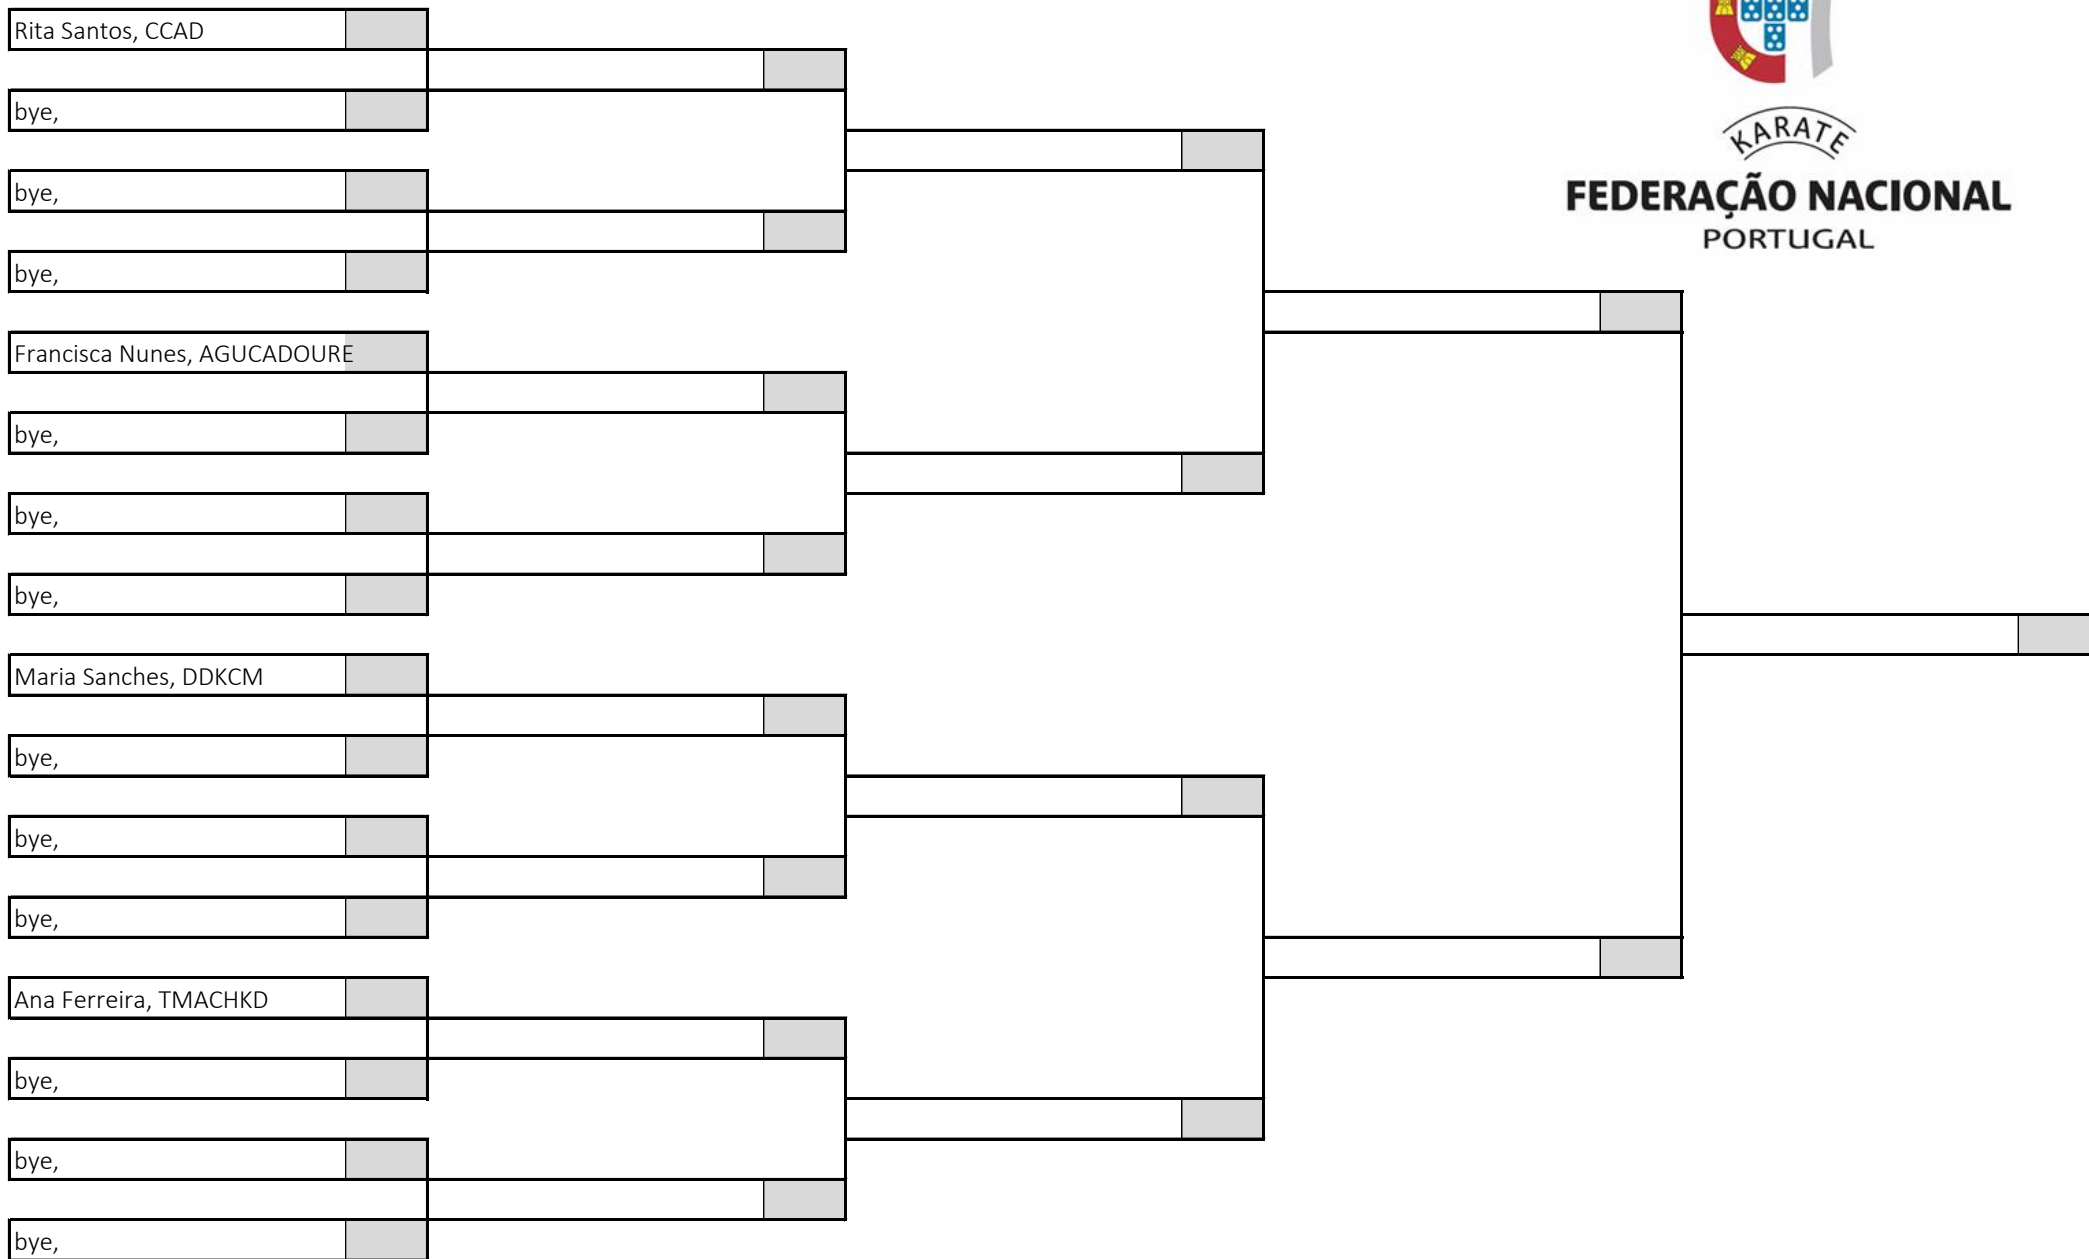 Rita Santos, CCAD
bye,
bye,
bye,
Francisca Nunes, AGUCADOURE
bye,
bye,
bye,
Maria Sanches, DDKCM
bye,
bye,
bye,
Ana Ferreira, TMACHKD
bye,
bye,
bye,
KARATE
FEDERAÇÃO NACIONAL
PORTUGAL